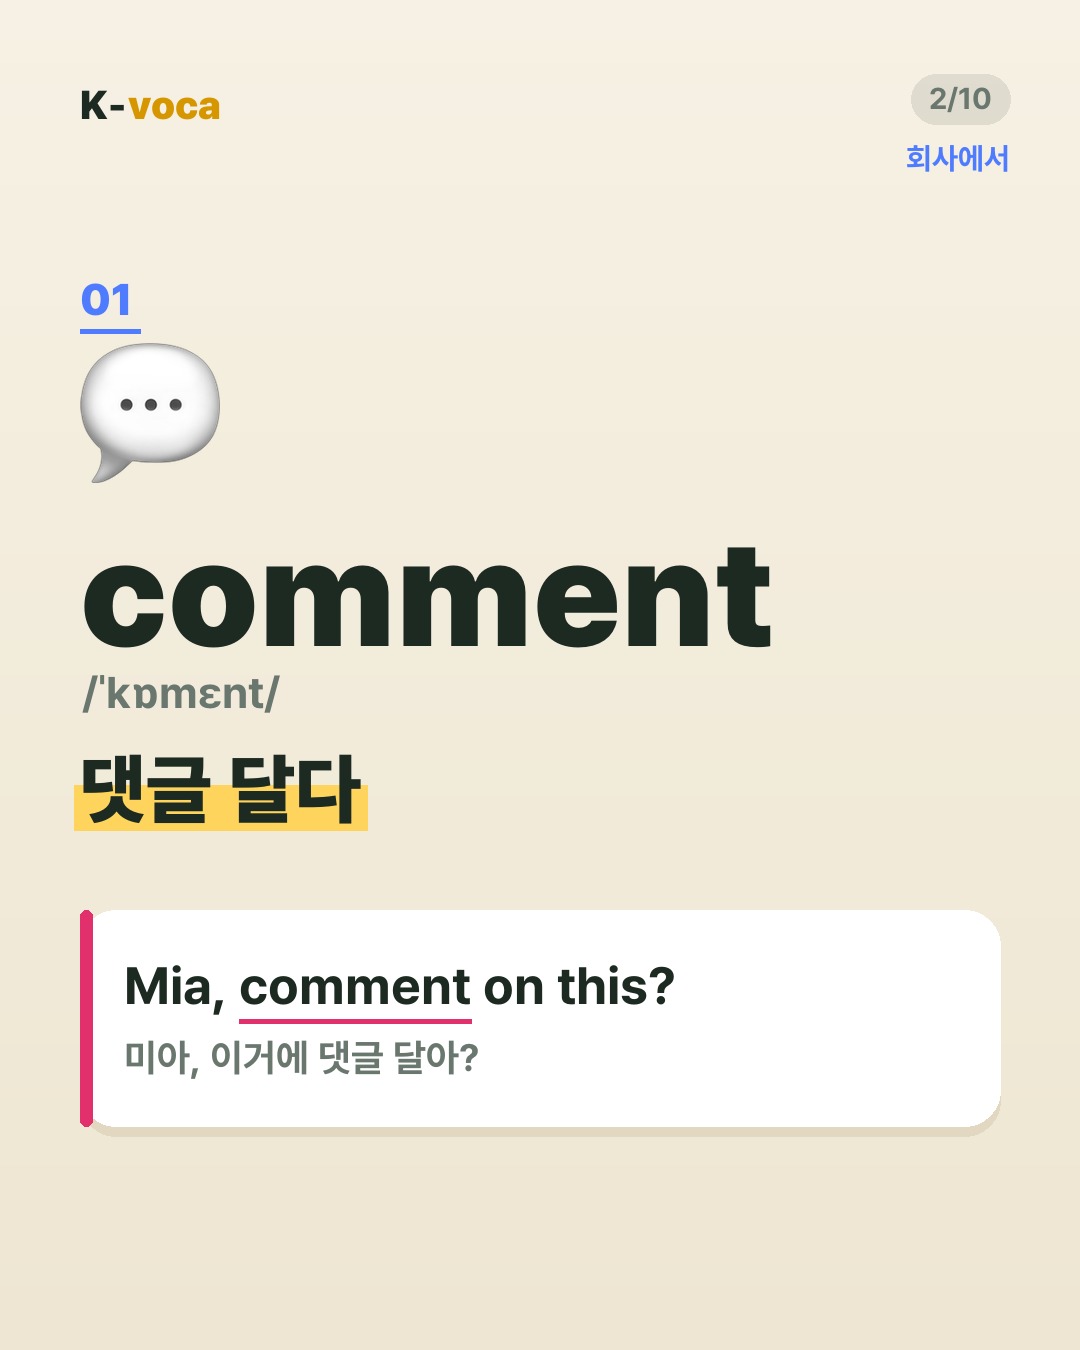 K-voca
2/10
회사에서
01
comment
/ˈkɒmɛnt/
댓글 달다
Mia, comment on this?
미아, 이거에 댓글 달아?